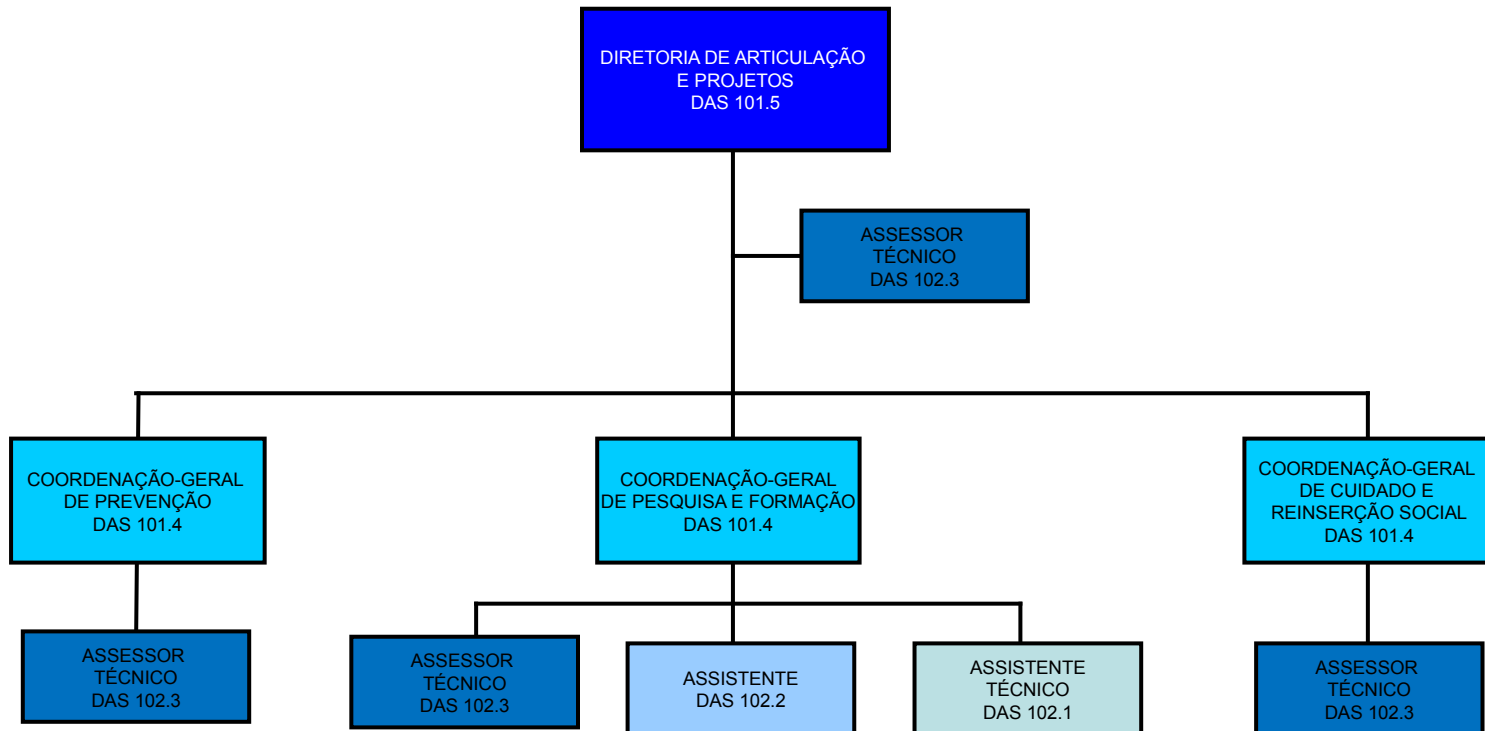 DIRETORIA DE ARTICULAÇÃO
E PROJETOS
DAS 101.5
ASSESSOR
TÉCNICO
DAS 102.3
COORDENAÇÃO-GERAL
DE PREVENÇÃO
DAS 101.4
COORDENAÇÃO-GERAL
DE PESQUISA E FORMAÇÃO
DAS 101.4
COORDENAÇÃO-GERAL
DE CUIDADO E
REINSERÇÃO SOCIAL
DAS 101.4
ASSESSOR
TÉCNICO
DAS 102.3
ASSESSOR
TÉCNICO
DAS 102.3
ASSISTENTE
DAS 102.2
ASSISTENTE
TÉCNICO
DAS 102.1
ASSESSOR
TÉCNICO
DAS 102.3